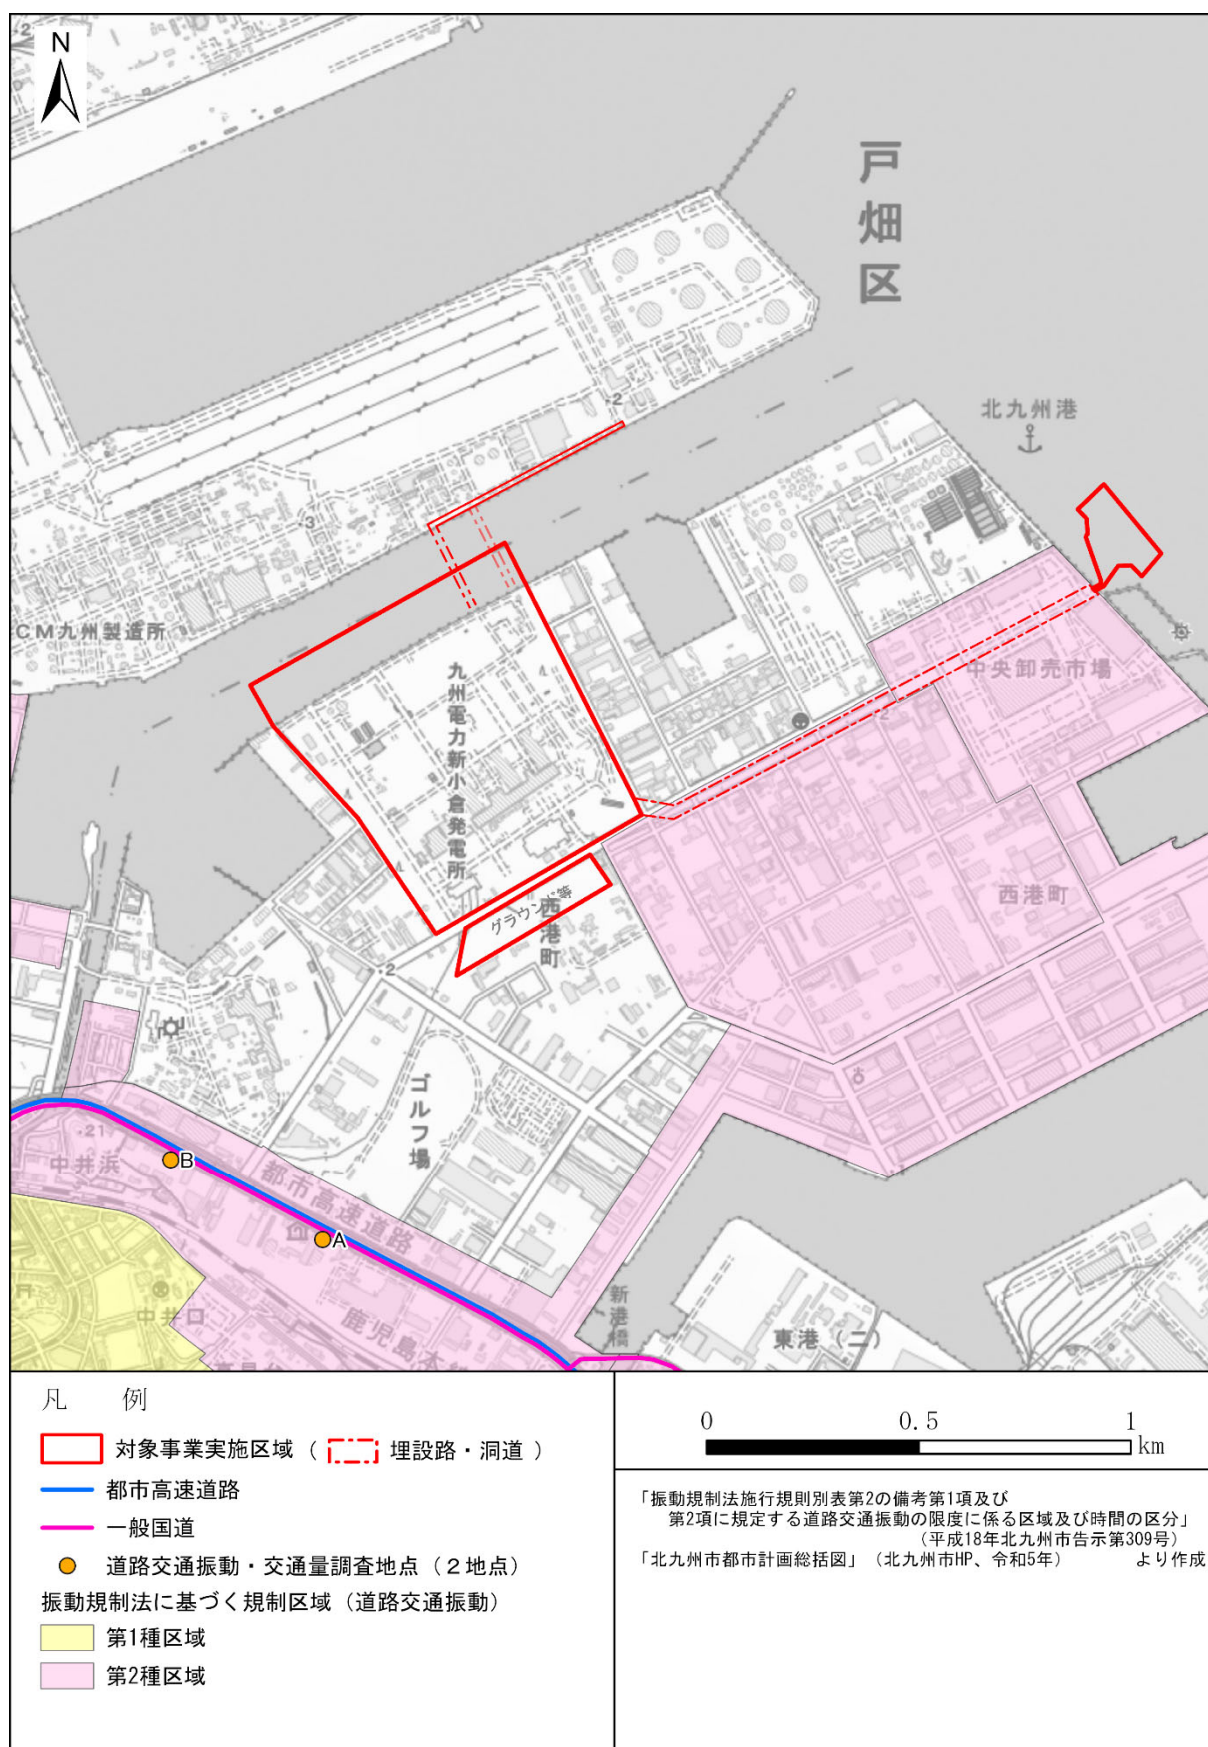 N
戸畑区
北九州港
-2
-3
CM九州製造所
九州電力新小倉発電所
中央卸売市場
2
グラウンド等
西港町
西港町
.2
ゴルフ場
.21
中井浜
B
都市高速道路
A
中井口
鹿児島本線
新港橋
東港(二)
凡　例
対象事業実施区域（　埋設路・洞道　）
都市高速道路
一般国道
道路交通振動・交通量調査地点（２地点）
振動規制法に基づく規制区域（道路交通振動）
第1種区域
第2種区域
0　0.5　1
km
「振動規制法施行規則別表第2の備考第1項及び
第2項に規定する道路交通振動の限度に係る区域及び時間の区分」
（平成18年北九州市告示第309号）
「北九州市都市計画総括図」（北九州市HP、令和5年）　より作成